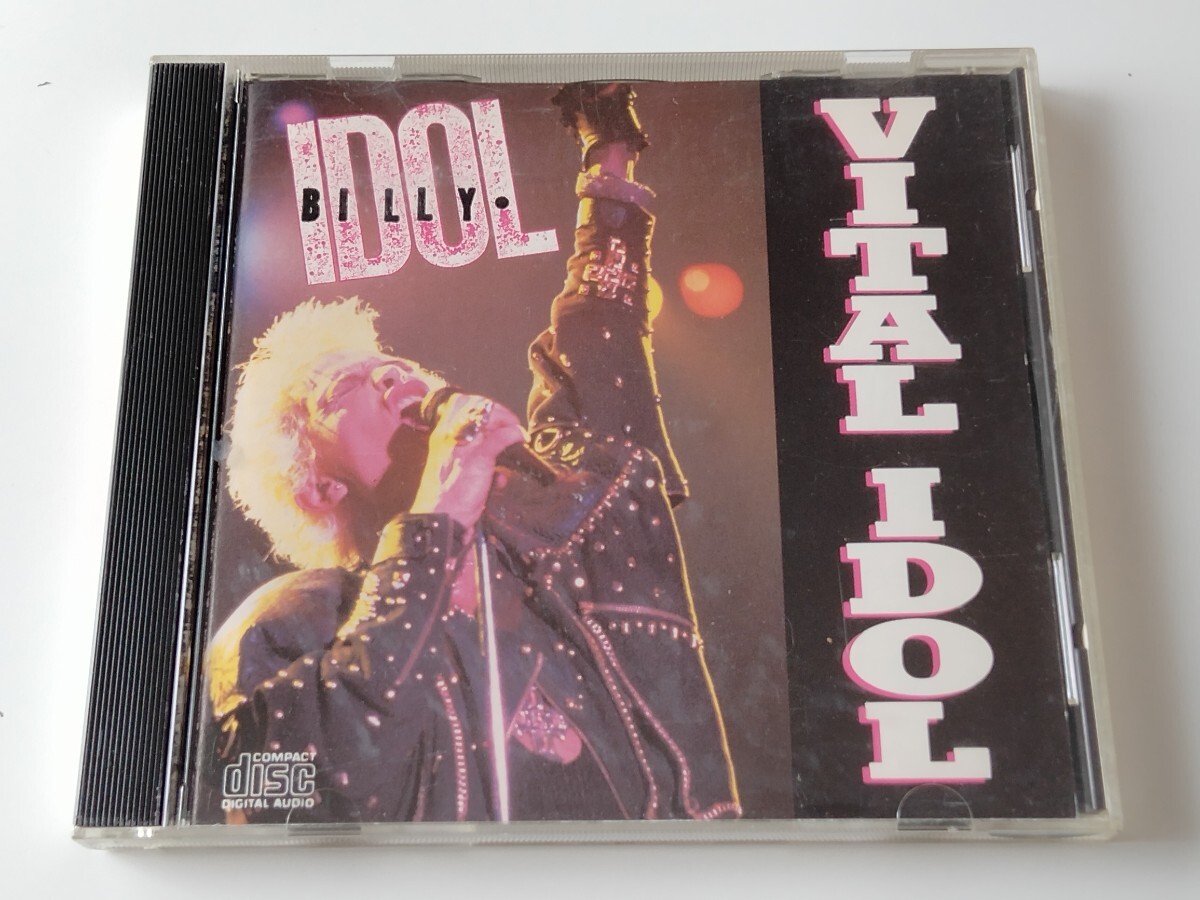 IDOL
BILLY.
VITAL IDOL
COMPACT
disc
DIGITAL AUDIO